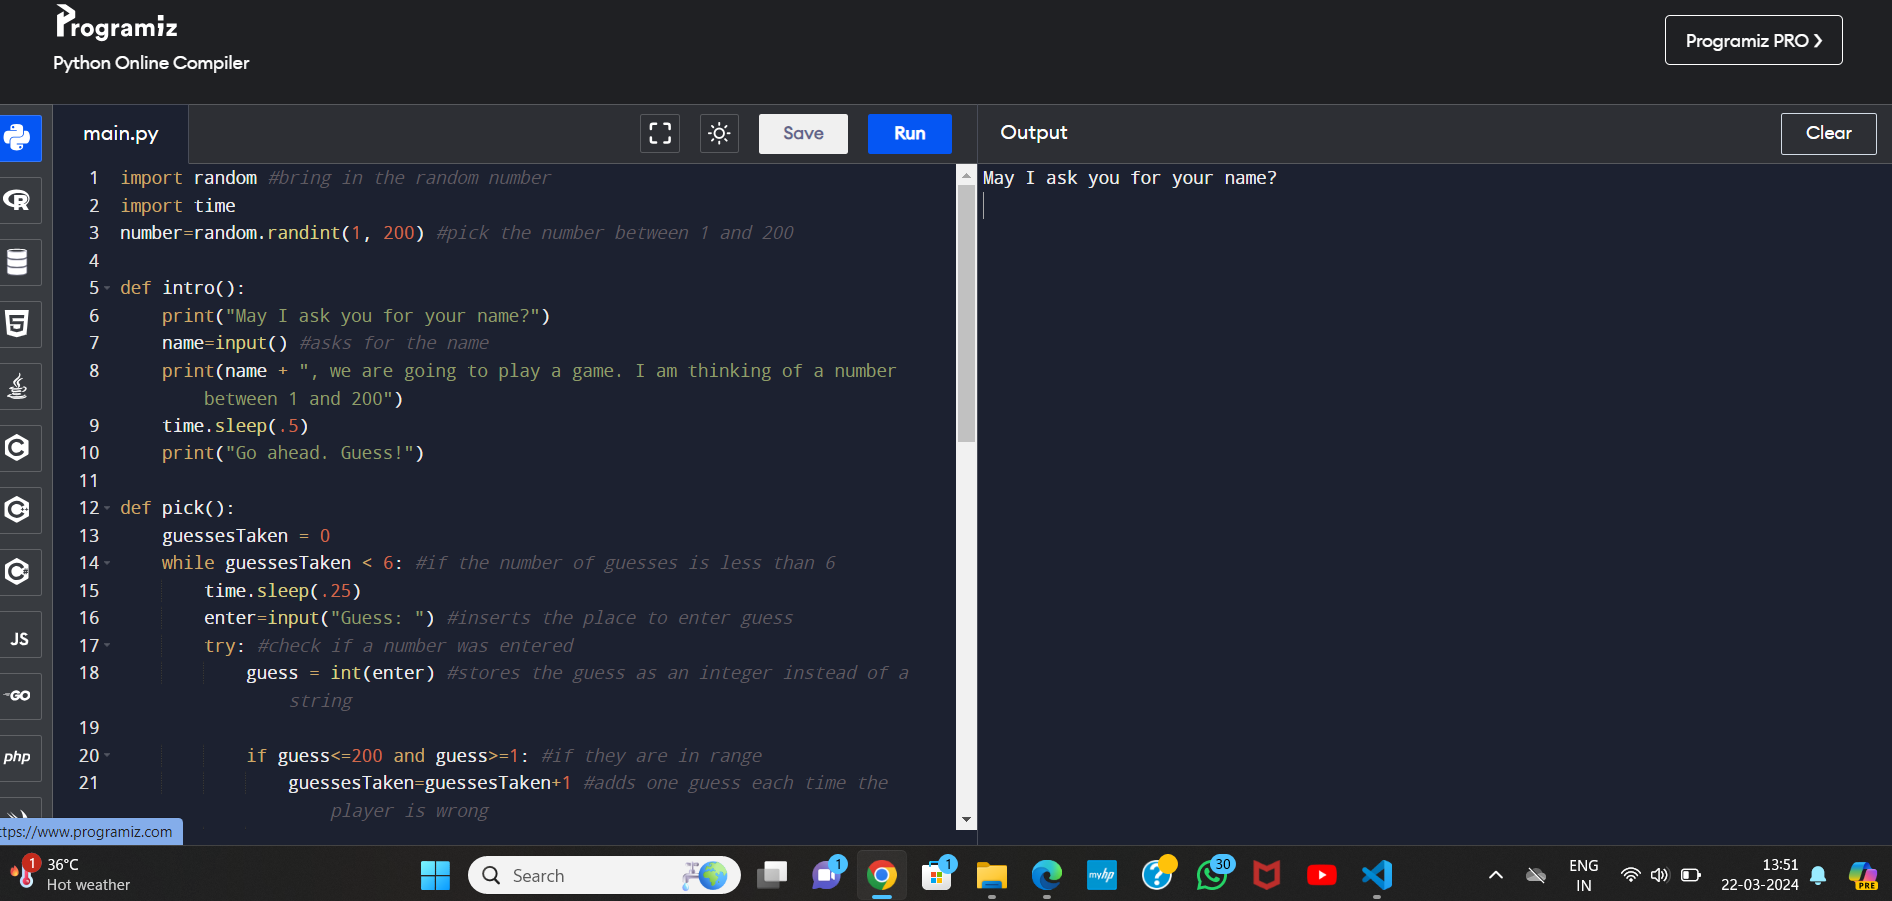 Programiz
Python Online Compiler
Programiz PRO ❯
main.py
Save
Run
Output
Clear
1 import random #bring in the random number
2 import time
3 number=random.randint(1, 200) #pick the number between 1 and 200
4
5 def intro():
6 print("May I ask you for your name?")
7 name=input() #asks for the name
8 print(name + ", we are going to play a game. I am thinking of a number
between 1 and 200")
9 time.sleep(.5)
10 print("Go ahead. Guess!")
11
12 def pick():
13 guessesTaken = 0
14 while guessesTaken < 6: #if the number of guesses is less than 6
15 time.sleep(.25)
16 enter=input("Guess: ") #inserts the place to enter guess
17 try: #check if a number was entered
18 guess = int(enter) #stores the guess as an integer instead of a
string
19
20 if guess<=200 and guess>=1: #if they are in range
21 guessesTaken=guessesTaken+1 #adds one guess each time the
player is wrong
May I ask you for your name?
JS
GO
php
ttps://www.programiz.com
1
36°C
Hot weather
Search
1
1
myhp
30
ENG
IN
13:51
22-03-2024
PRE